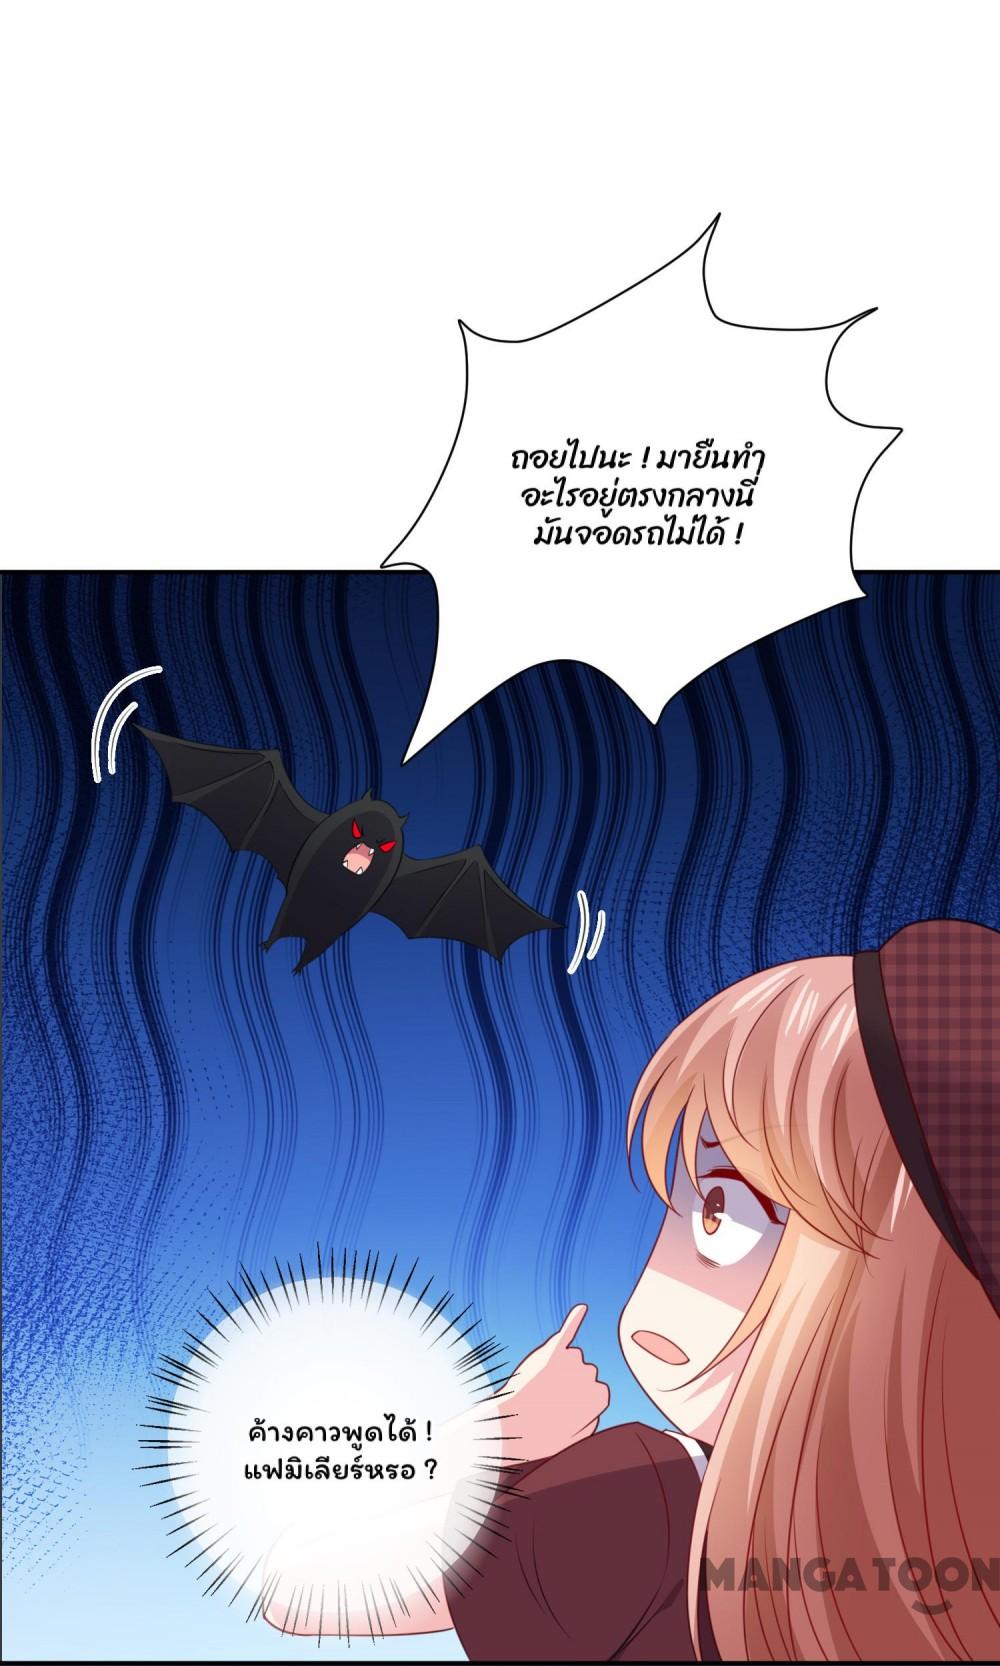 ถอยไปนะ ! มายืนทำ
อะไรอยู่ตรงกลางนี่
มันจอดรถไม่ได้ !
ค้างคาวพูดได้ !
แฟมิเลียร์หรอ ?
MANGATOON